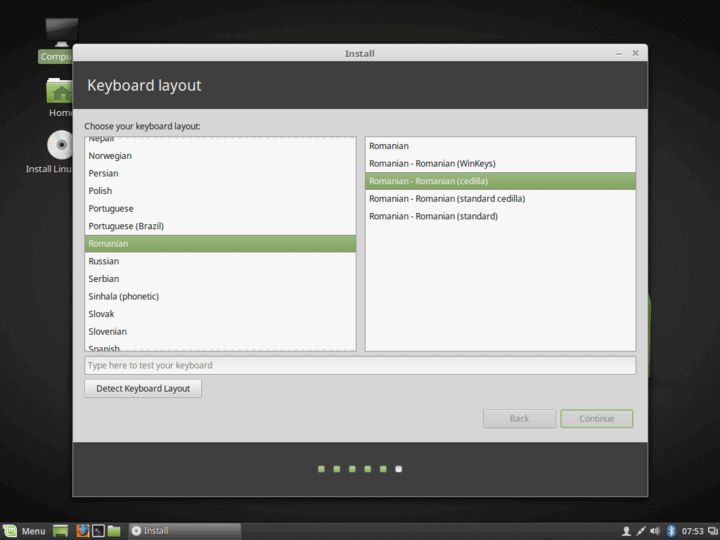 Install
Compu
Home
Install Linu
Keyboard layout
Choose your keyboard layout:
Nepali
Norwegian
Persian
Polish
Portuguese
Portuguese (Brazil)
Romanian
Russian
Serbian
Sinhala (phonetic)
Slovak
Slovenian
Spanish
Romanian
Romanian - Romanian (WinKeys)
Romanian - Romanian (cedilla)
Romanian - Romanian (standard cedilla)
Romanian - Romanian (standard)
Type here to test your keyboard
Detect Keyboard Layout
Back
Continue
Menu
Install
07:53